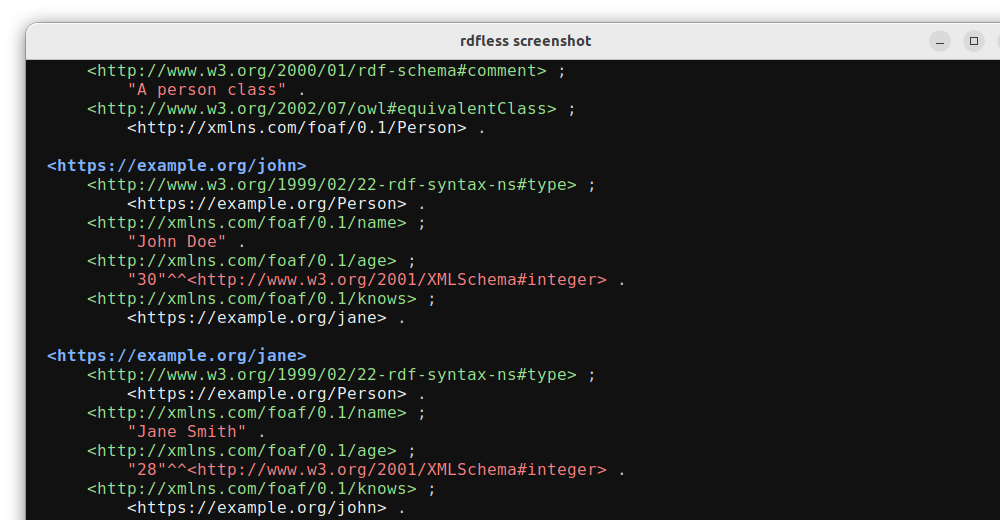 rdfless screenshot
<http://www.w3.org/2000/01/rdf-schema#comment> ;
"A person class" .
<http://www.w3.org/2002/07/owl#equivalentClass> ;
<http://xmlns.com/foaf/0.1/Person> .
<https://example.org/john>
<http://www.w3.org/1999/02/22-rdf-syntax-ns#type> ;
<https://example.org/Person> .
<http://xmlns.com/foaf/0.1/name> ;
"John Doe" .
<http://xmlns.com/foaf/0.1/age> ;
"30"^^<http://www.w3.org/2001/XMLSchema#integer> .
<http://xmlns.com/foaf/0.1/knows> ;
<https://example.org/jane> .
<https://example.org/jane>
<http://www.w3.org/1999/02/22-rdf-syntax-ns#type> ;
<https://example.org/Person> .
<http://xmlns.com/foaf/0.1/name> ;
"Jane Smith" .
<http://xmlns.com/foaf/0.1/age> ;
"28"^^<http://www.w3.org/2001/XMLSchema#integer> .
<http://xmlns.com/foaf/0.1/knows> ;
<https://example.org/john> .